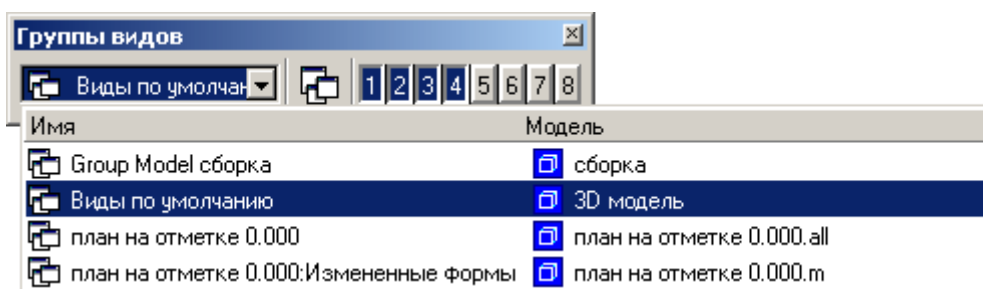 Группы видов
Виды по умолчан 1 2 3 4 5 6 7 8
Имя Модель
Group Model сборка сборка
Виды по умолчанию 3D модель
план на отметке 0.000 план на отметке 0.000.all
план на отметке 0.000:Измененные формы план на отметке 0.000.m